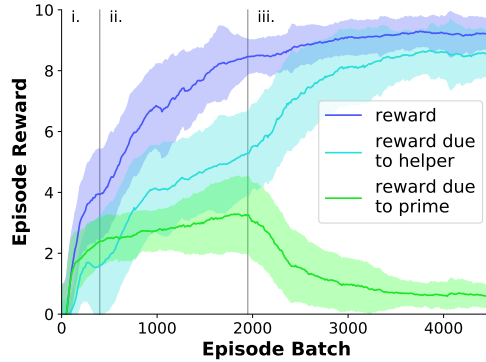 10
i.
ii.
iii.
8
6
4
2
0
Episode Reward
reward
reward due
to helper
reward due
to prime
0
1000
2000
3000
4000
Episode Batch